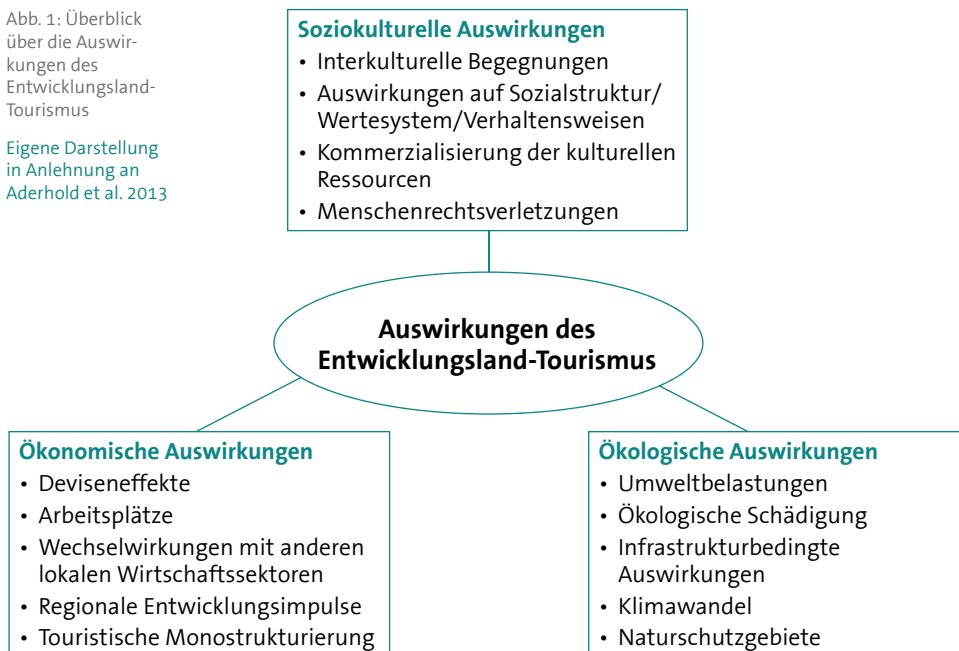 Abb. 1: Überblick
über die Auswir-
kungen des
Entwicklungsland-
Tourismus
Eigene Darstellung
in Anlehnung an
Aderhold et al. 2013
Soziokulturelle Auswirkungen
• Interkulturelle Begegnungen
• Auswirkungen auf Sozialstruktur/
Wertesystem/Verhaltensweisen
• Kommerzialisierung der kulturellen
Ressourcen
• Menschenrechtsverletzungen
Auswirkungen des
Entwicklungsland-Tourismus
Ökonomische Auswirkungen
• Deviseneffekte
• Arbeitsplätze
• Wechselwirkungen mit anderen
lokalen Wirtschaftssektoren
• Regionale Entwicklungsimpulse
• Touristische Monostrukturierung
Ökologische Auswirkungen
• Umweltbelastungen
• Ökologische Schädigung
• Infrastrukturbedingte
Auswirkungen
• Klimawandel
• Naturschutzgebiete